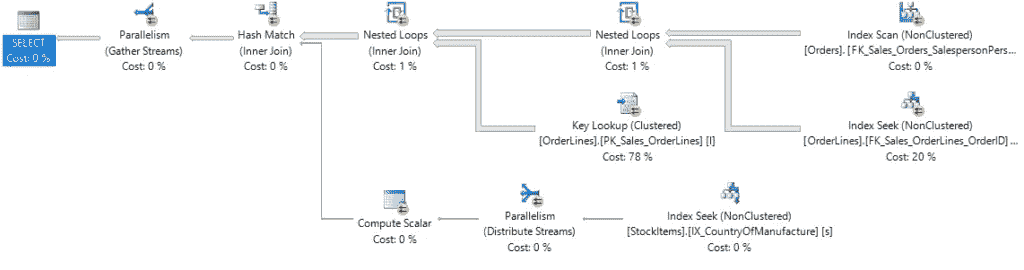 SELECT
Cost: 0 %
Parallelism
(Gather Streams)
Cost: 0 %
Hash Match
(Inner Join)
Cost: 0 %
Nested Loops
(Inner Join)
Cost: 1 %
Nested Loops
(Inner Join)
Cost: 1 %
Index Scan (NonClustered)
[Orders].[FK_Sales_Orders_SalespersonPers...
Cost: 0 %
Key Lookup (Clustered)
[OrderLines].[PK_Sales_OrderLines] [l]
Cost: 78 %
Index Seek (NonClustered)
[OrderLines].[FK_Sales_OrderLines_OrderID] ...
Cost: 20 %
Compute Scalar
Cost: 0 %
Parallelism
(Distribute Streams)
Cost: 0 %
Index Seek (NonClustered)
[StockItems].[IX_CountryOfManufacture] [s]
Cost: 0 %